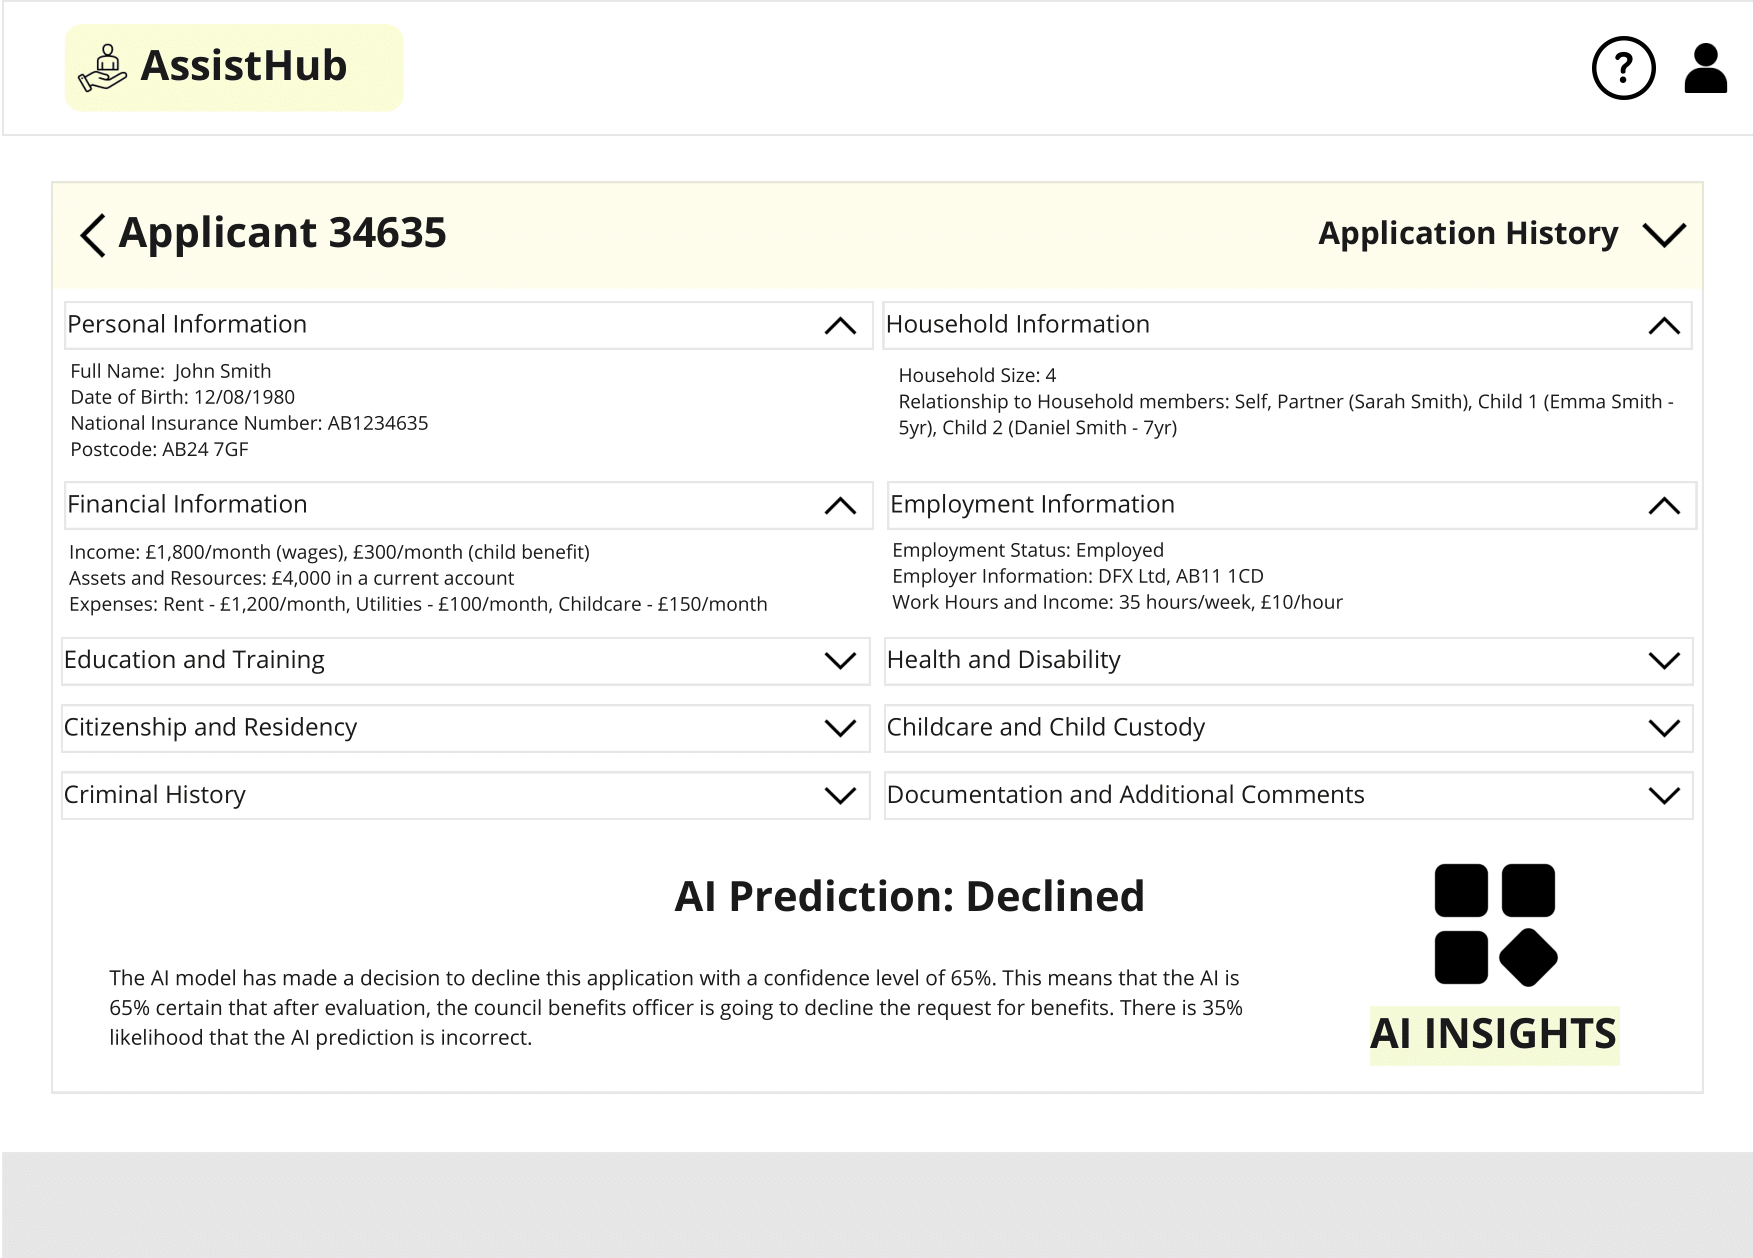 AssistHub
?
Applicant 34635
Application History
Personal Information
Full Name:  John Smith
Date of Birth: 12/08/1980
National Insurance Number: AB1234635
Postcode: AB24 7GF
Household Information
Household Size: 4
Relationship to Household members: Self, Partner (Sarah Smith), Child 1 (Emma Smith -
5yr), Child 2 (Daniel Smith - 7yr)
Financial Information
Income: £1,800/month (wages), £300/month (child benefit)
Assets and Resources: £4,000 in a current account
Expenses: Rent - £1,200/month, Utilities - £100/month, Childcare - £150/month
Employment Information
Employment Status: Employed
Employer Information: DFX Ltd, AB11 1CD
Work Hours and Income: 35 hours/week, £10/hour
Education and Training
Health and Disability
Citizenship and Residency
Childcare and Child Custody
Criminal History
Documentation and Additional Comments
AI Prediction: Declined
The AI model has made a decision to decline this application with a confidence level of 65%. This means that the AI is
65% certain that after evaluation, the council benefits officer is going to decline the request for benefits. There is 35%
likelihood that the AI prediction is incorrect.
AI INSIGHTS